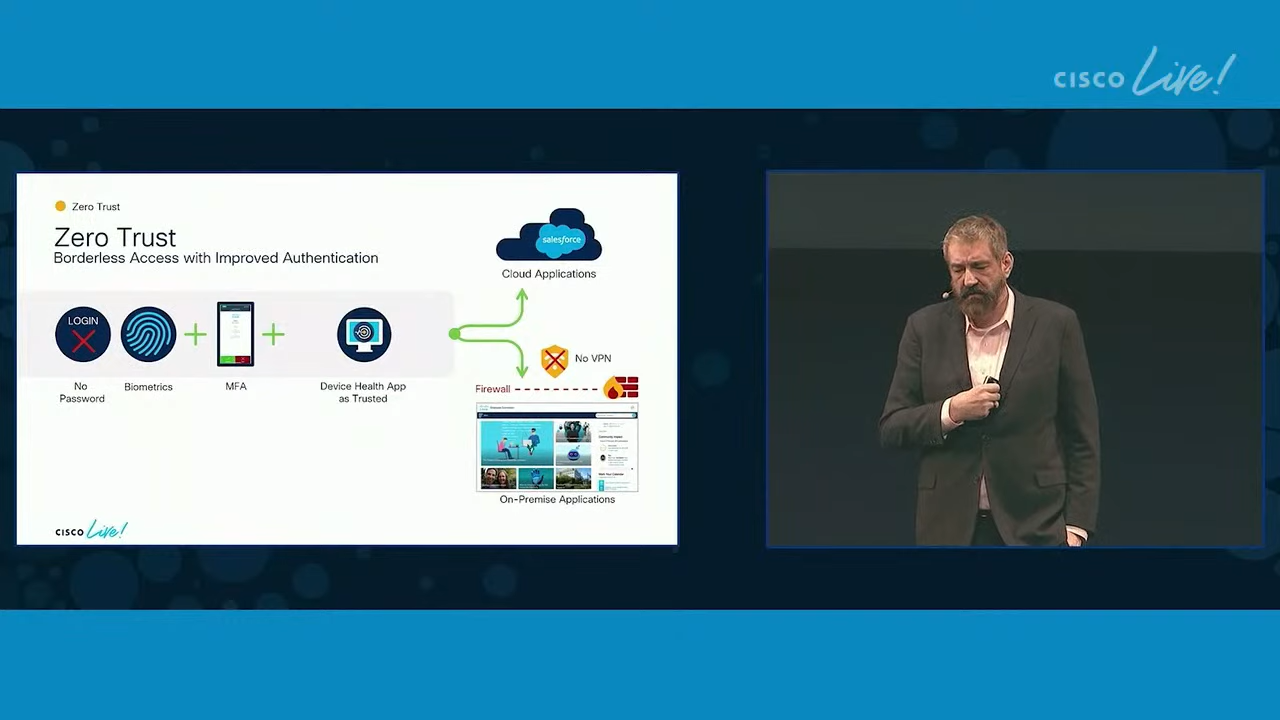 CISCO Live!
Zero Trust
Zero Trust
Borderless Access with Improved Authentication
salesforce
Cloud Applications
LOGIN
No
Password
Biometrics
MFA
Device Health App
as Trusted
No VPN
Firewall
On-Premise Applications
CISCO Live!